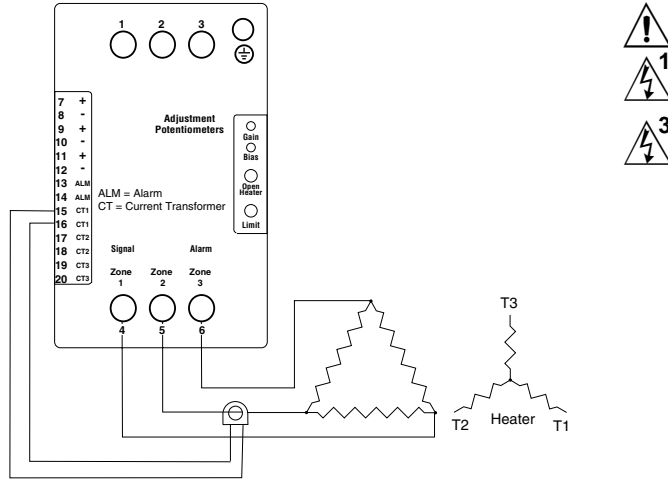 1 2 3
7 +
8 -
9 +
10 -
11 +
12 -
13 ALM
14 ALM
15 CT1
16 CT1
17 CT2
18 CT2
19 CT3
20 CT3
Adjustment
Potentiometers
Gain
Bias
Open
Heater
Limit
ALM = Alarm
CT = Current Transformer
Signal Alarm
Zone Zone Zone
1 2 3
4 5 6
T3
T2 Heater T1
!
1
3